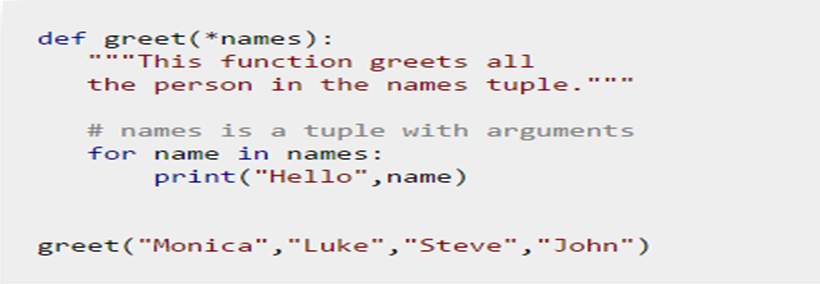 def greet(*names):
"""This function greets all
the person in the names tuple."""
# names is a tuple with arguments
for name in names:
print("Hello",name)
greet("Monica","Luke","Steve","John")